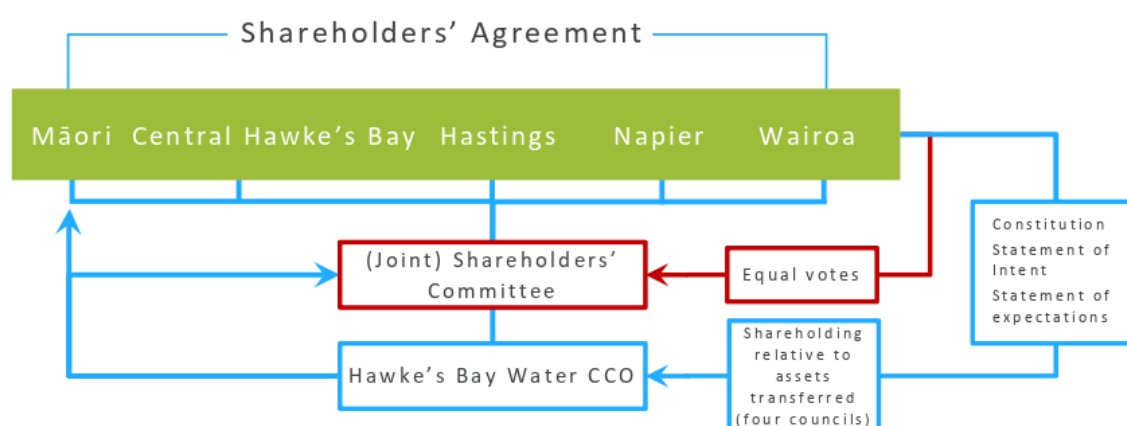 Shareholders' Agreement
Māori Central Hawke's Bay Hastings Napier Wairoa
Constitution
Statement of
Intent
Statement of
expectations
(Joint) Shareholders'
Committee
Equal votes
Shareholding
relative to
assets
transferred
(four councils)
Hawke's Bay Water CCO